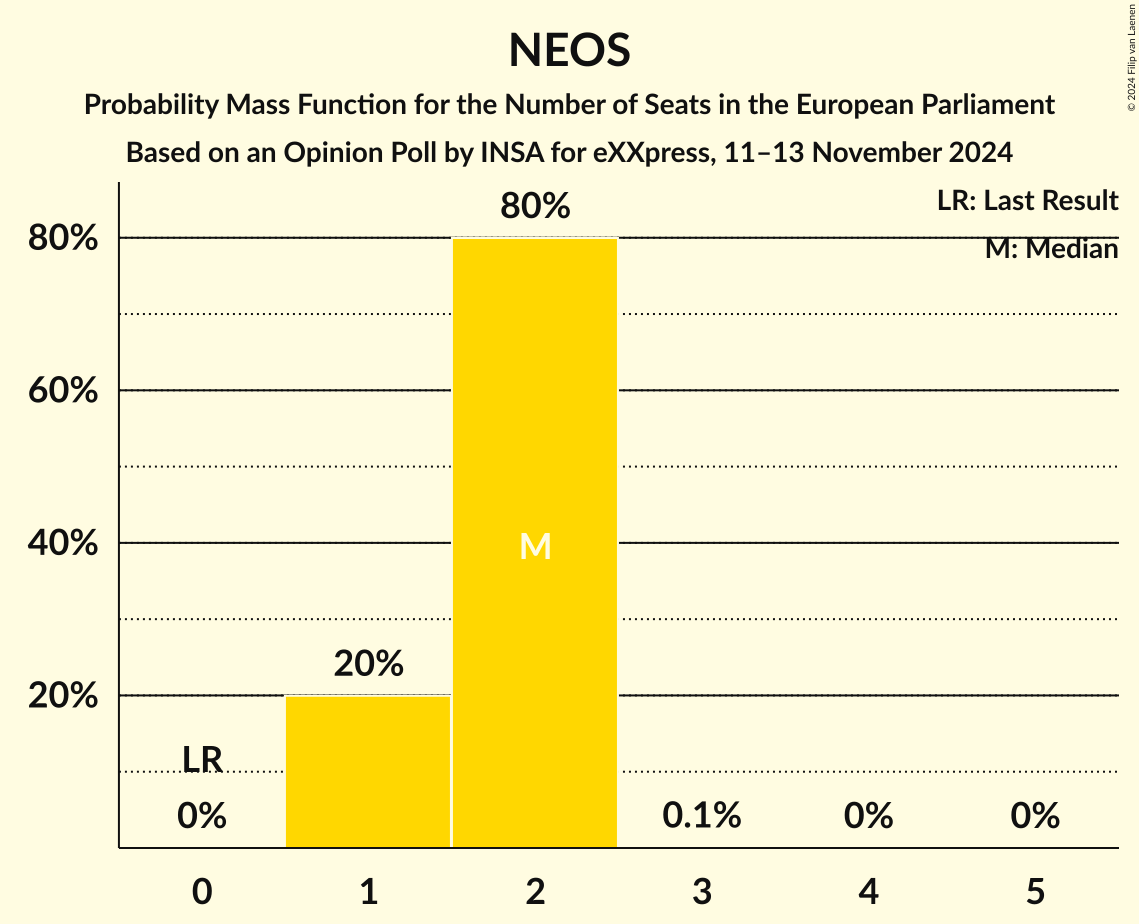 NEOS
Probability Mass Function for the Number of Seats in the European Parliament
Based on an Opinion Poll by INSA for eXXpress, 11–13 November 2024
© 2024 Filip van Laenen
LR: Last Result
M: Median
80%
60%
40%
20%
LR
0%
20%
80%
M
0.1%
0%
0%
0
1
2
3
4
5